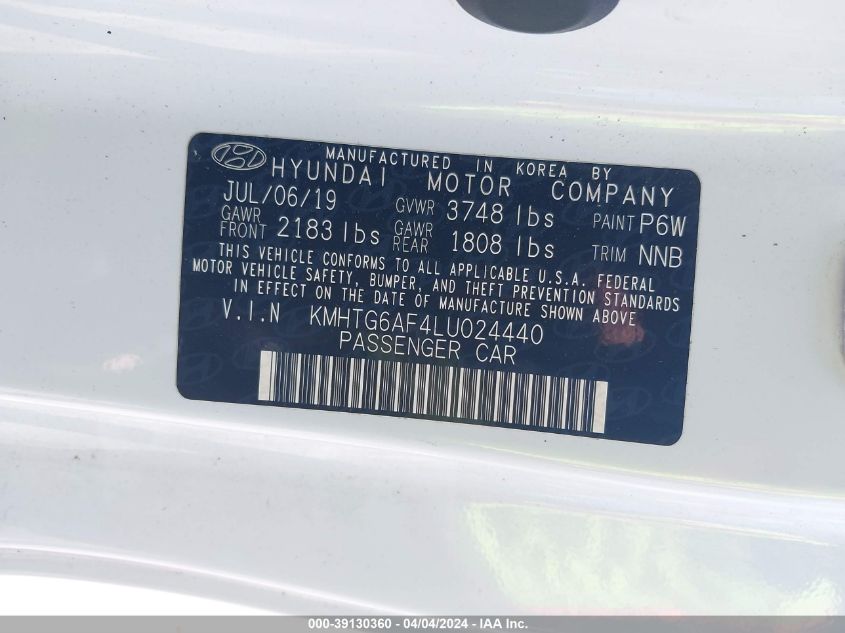 MANUFACTURED IN KOREA BY
HYUNDAI MOTOR COMPANY
JUL/06/19 GVWR 3748 lbs PAINT P6W
GAWR FRONT 2183 lbs GAWR REAR 1808 lbs TRIM NNB
THIS VEHICLE CONFORMS TO ALL APPLICABLE U.S.A. FEDERAL
MOTOR VEHICLE SAFETY, BUMPER, AND THEFT PREVENTION STANDARDS
IN EFFECT ON THE DATE OF MANUFACTURE SHOWN ABOVE
V.I.N KMHTG6AF4LU024440
PASSENGER CAR
000-39130360 - 04/04/2024 - IAA Inc.